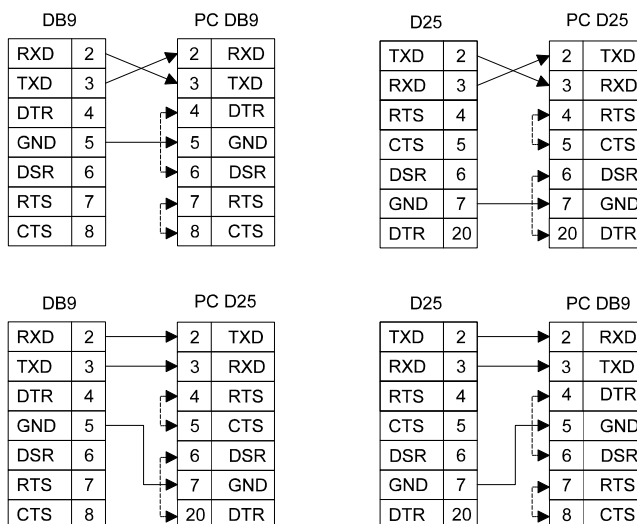 DB9 PC DB9
RXD 2 2 RXD
TXD 3 3 TXD
DTR 4 4 DTR
GND 5 5 GND
DSR 6 6 DSR
RTS 7 7 RTS
CTS 8 8 CTS
D25 PC D25
TXD 2 2 TXD
RXD 3 3 RXD
RTS 4 4 RTS
CTS 5 5 CTS
DSR 6 6 DSR
GND 7 7 GND
DTR 20 20 DTR
DB9 PC D25
RXD 2 2 TXD
TXD 3 3 RXD
DTR 4 4 RTS
GND 5 5 CTS
DSR 6 6 DSR
RTS 7 7 GND
CTS 8 20 DTR
D25 PC DB9
TXD 2 2 RXD
RXD 3 3 TXD
RTS 4 4 DTR
CTS 5 5 GND
DSR 6 6 DSR
GND 7 7 RTS
DTR 20 8 CTS